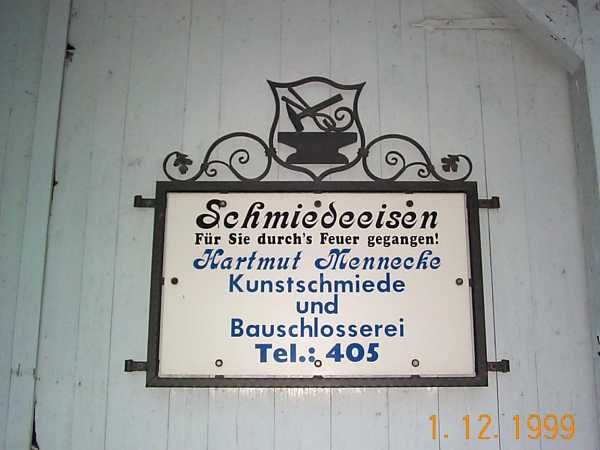 Schmiedeeisen
Für Sie durch's Feuer gegangen!
Hartmut Mennecke
Kunstschmiede
und
Bauschlosserei
Tel.: 405
1. 12. 1999